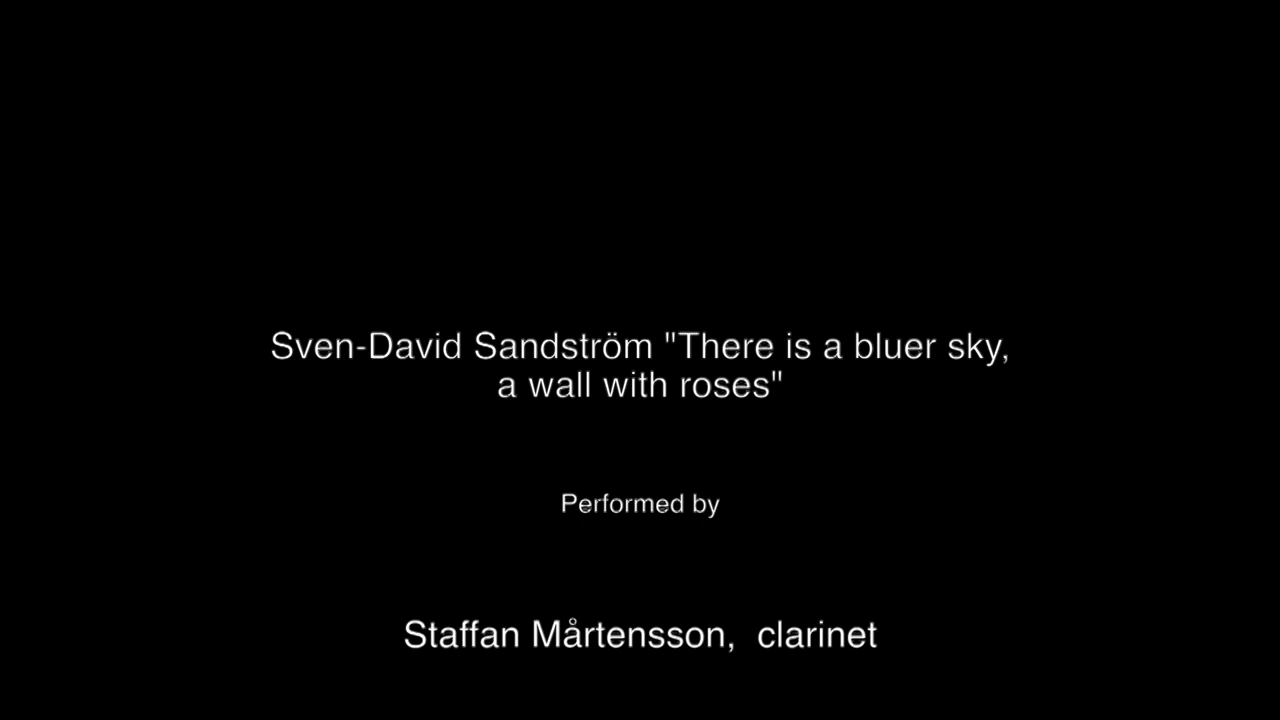 Sven-David Sandström "There is a bluer sky,
a wall with roses"
Performed by
Staffan Mårtensson,  clarinet